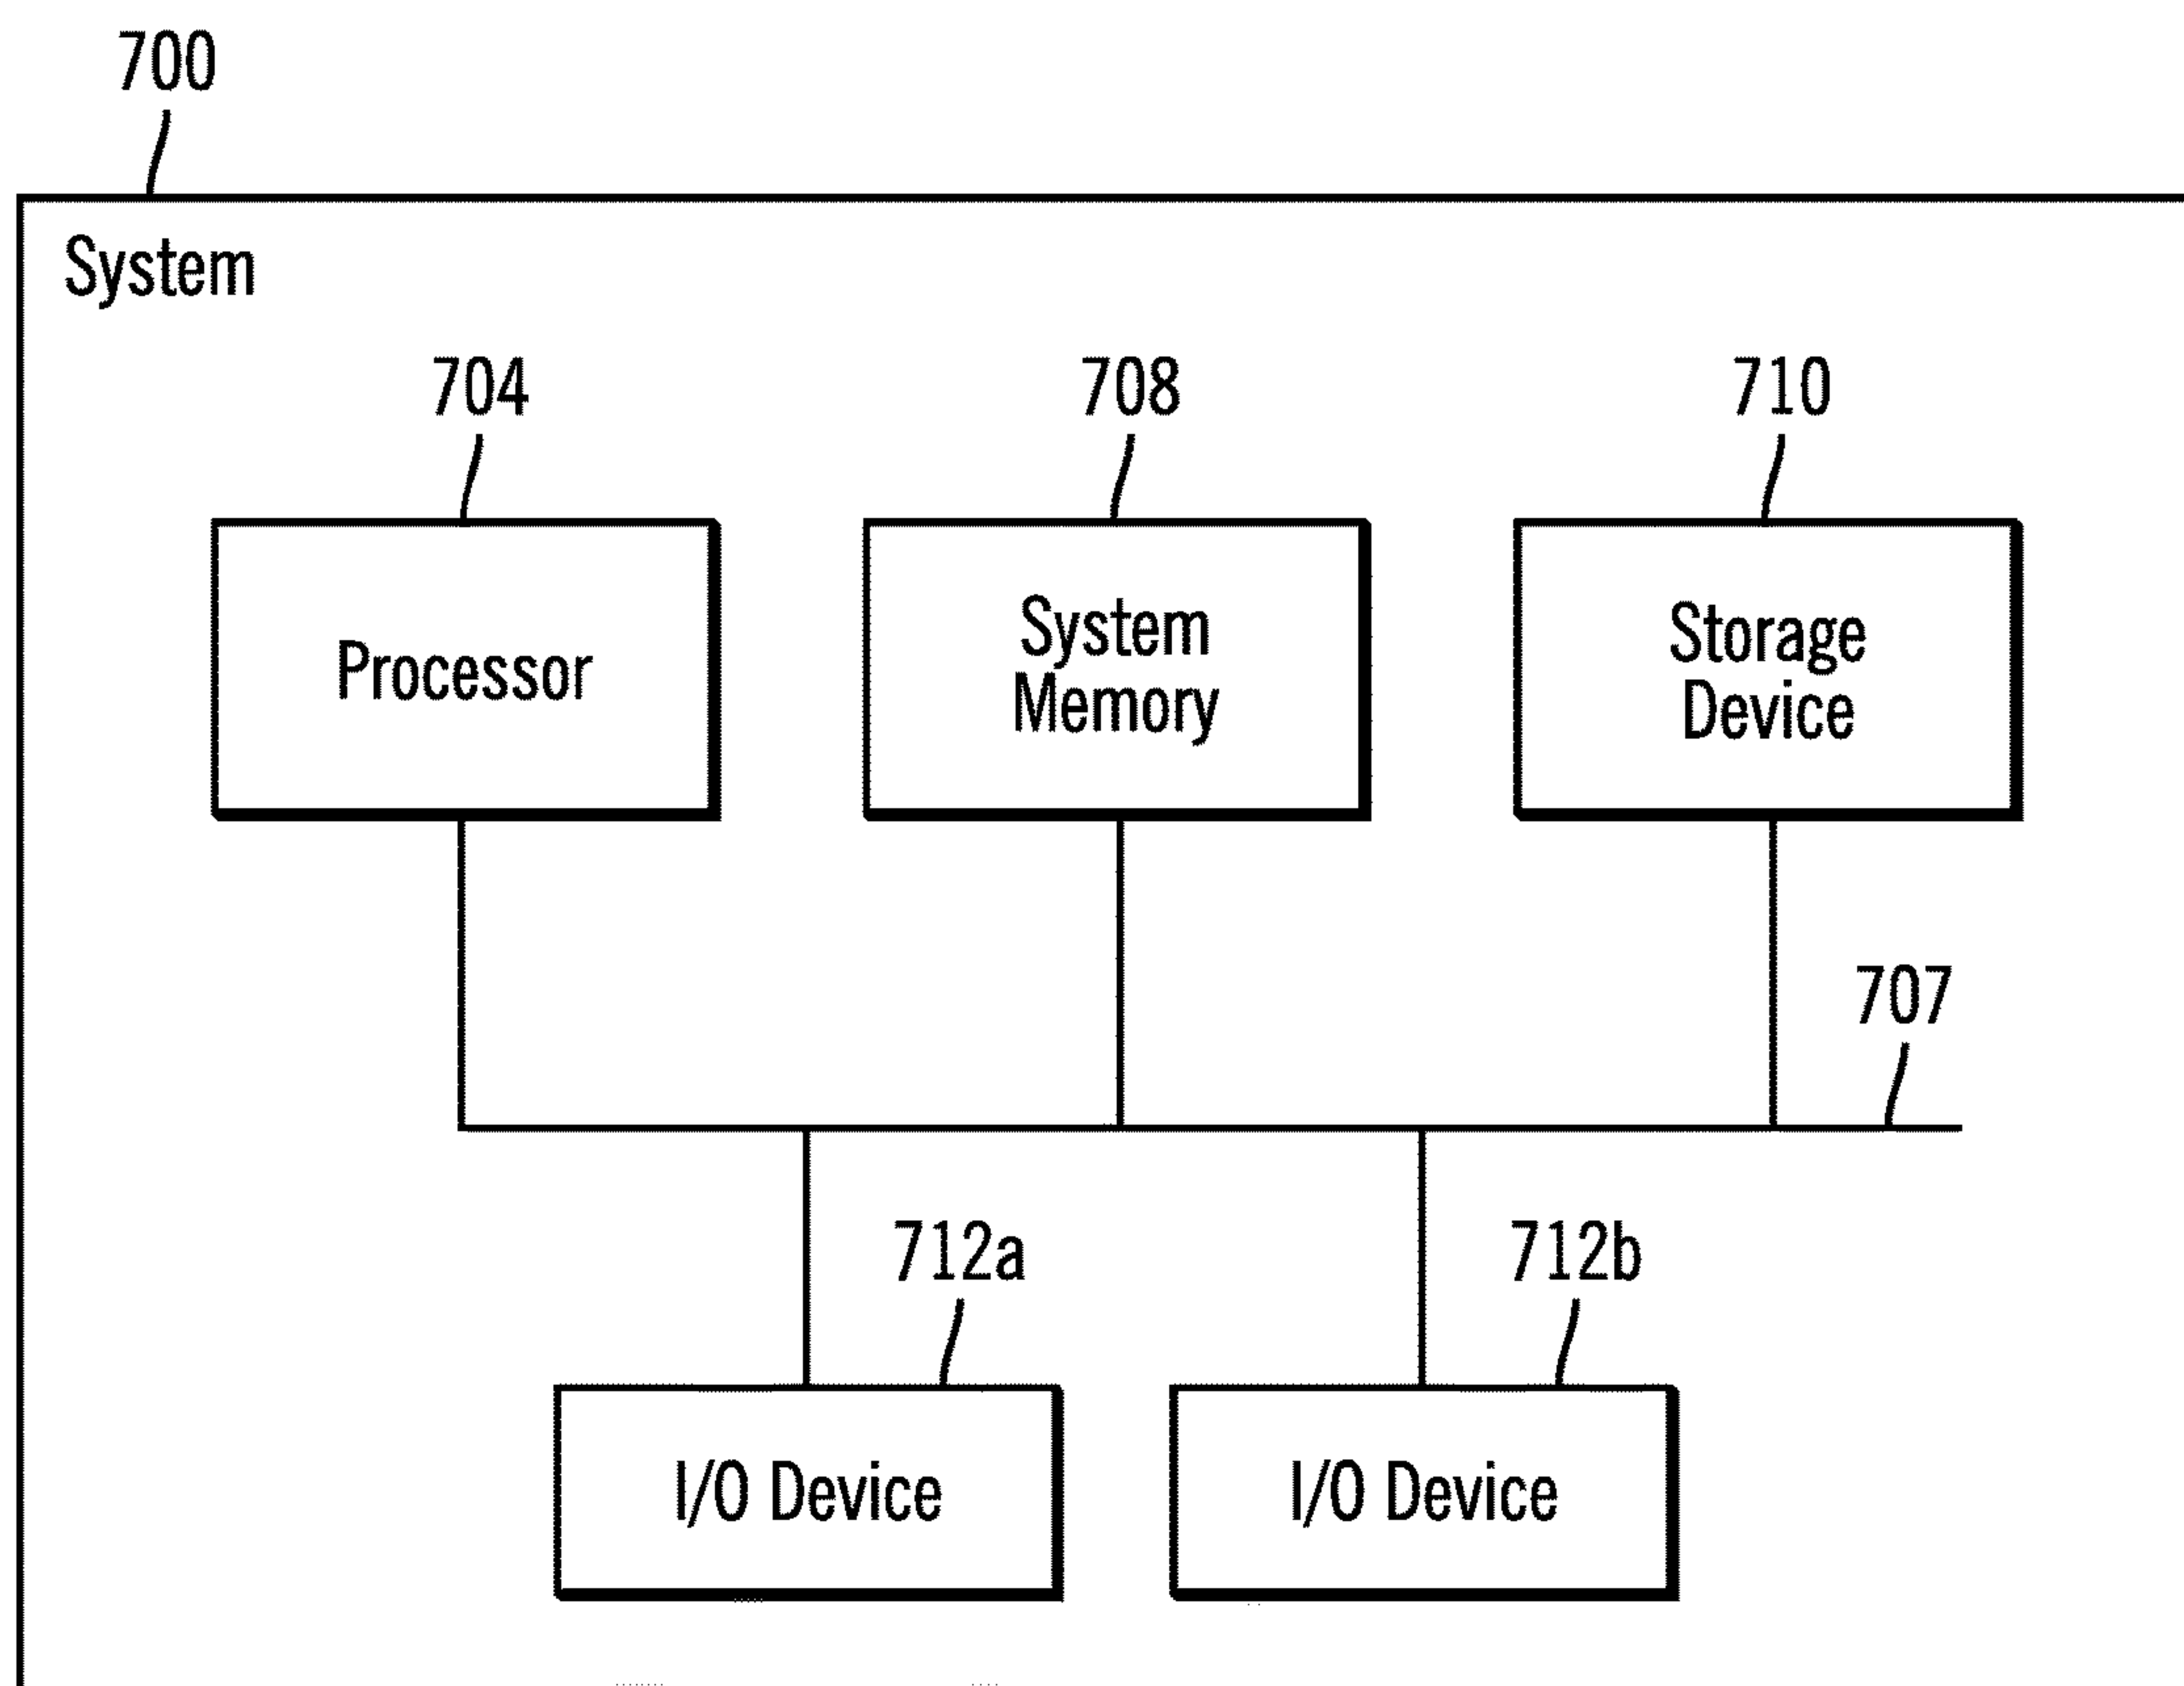 700
System
704
708
710
Processor
System
Memory
Storage
Device
707
712a
712b
I/O Device
I/O Device